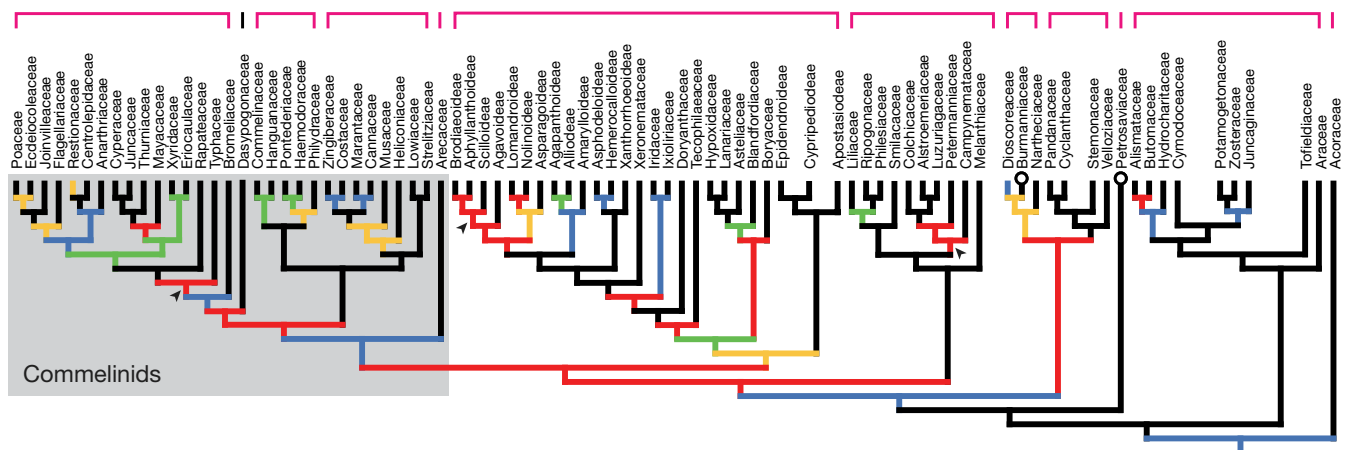 Poaceae
Ecdeiocoleaceae
Joinvilleaceae
Flagellariaceae
Restionaceae
Centrolepidaceae
Anarthriaceae
Cyperaceae
Juncaceae
Thurniaceae
Mayacaceae
Xyridaceae
Eriocaulaceae
Rapateaceae
Typhaceae
Bromeliaceae
Dasypogonaceae
Commelinaceae
Hanguanaceae
Pontederiaceae
Haemodoraceae
Philydraceae
Zingiberaceae
Costaceae
Marantaceae
Cannaceae
Musaceae
Heliconiaceae
Lowiaceae
Strelitziaceae
Arecaceae
Brodiaeoideae
Aphyllanthoideae
Scilloideae
Agavoideae
Lomandroideae
Nolinoideae
Asparagoideae
Agapanthoideae
Alliodeae
Amarylloideae
Asphodeloideae
Hemerocalloideae
Xanthorrhoeoideae
Xeronemataceae
Iridaceae
Ixioliriaceae
Doryanthaceae
Tecophilaeaceae
Hypoxidaceae
Lanariaceae
Asteliaceae
Blandfordiaceae
Boryaceae
Epidendroideae
Cypripediodeae
Apostasiodeae
Liliaceae
Ripogonaceae
Philesiaceae
Smilacaceae
Colchicaceae
Alstroemeriaceae
Luzuriagaceae
Petermanniaceae
Campynemataceae
Melanthiaceae
Dioscoreaceae
Burmanniaceae
Nartheciaceae
Pandanaceae
Cyclanthaceae
Stemonaceae
Velloziaceae
Petrosaviaceae
Alismataceae
Butomaceae
Hydrocharitaceae
Cymodoceaceae
Potamogetonaceae
Zosteraceae
Juncaginaceae
Tofieldiaceae
Araceae
Acoraceae
Commelinids